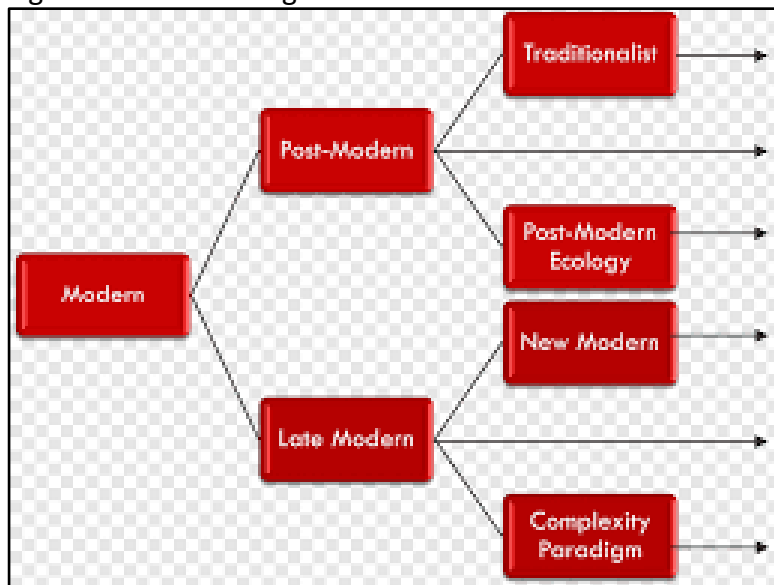 Traditionalist
Post-Modern
Post-Modern
Ecology
Modern
New Modern
Late Modern
Complexity
Paradigm